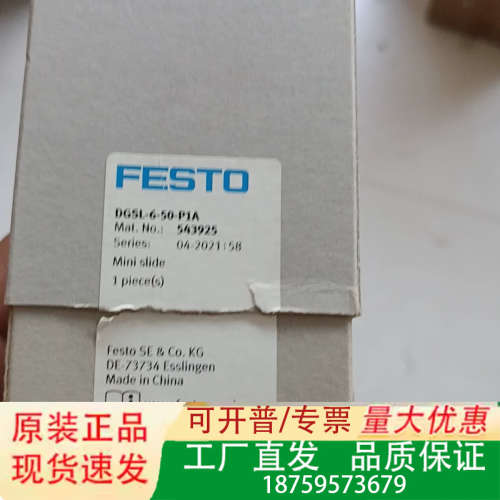 FESTO
DGSL-6-50-P1A
Mat. No.: 543925
Series: 04-2021:58
Mini slide
1 piece(s)
Festo SE & Co. KG
DE-73734 Esslingen
Made in China
原装正品
现货速发
可开普/专票 量大优惠
工厂直发 品质保证
18759573679